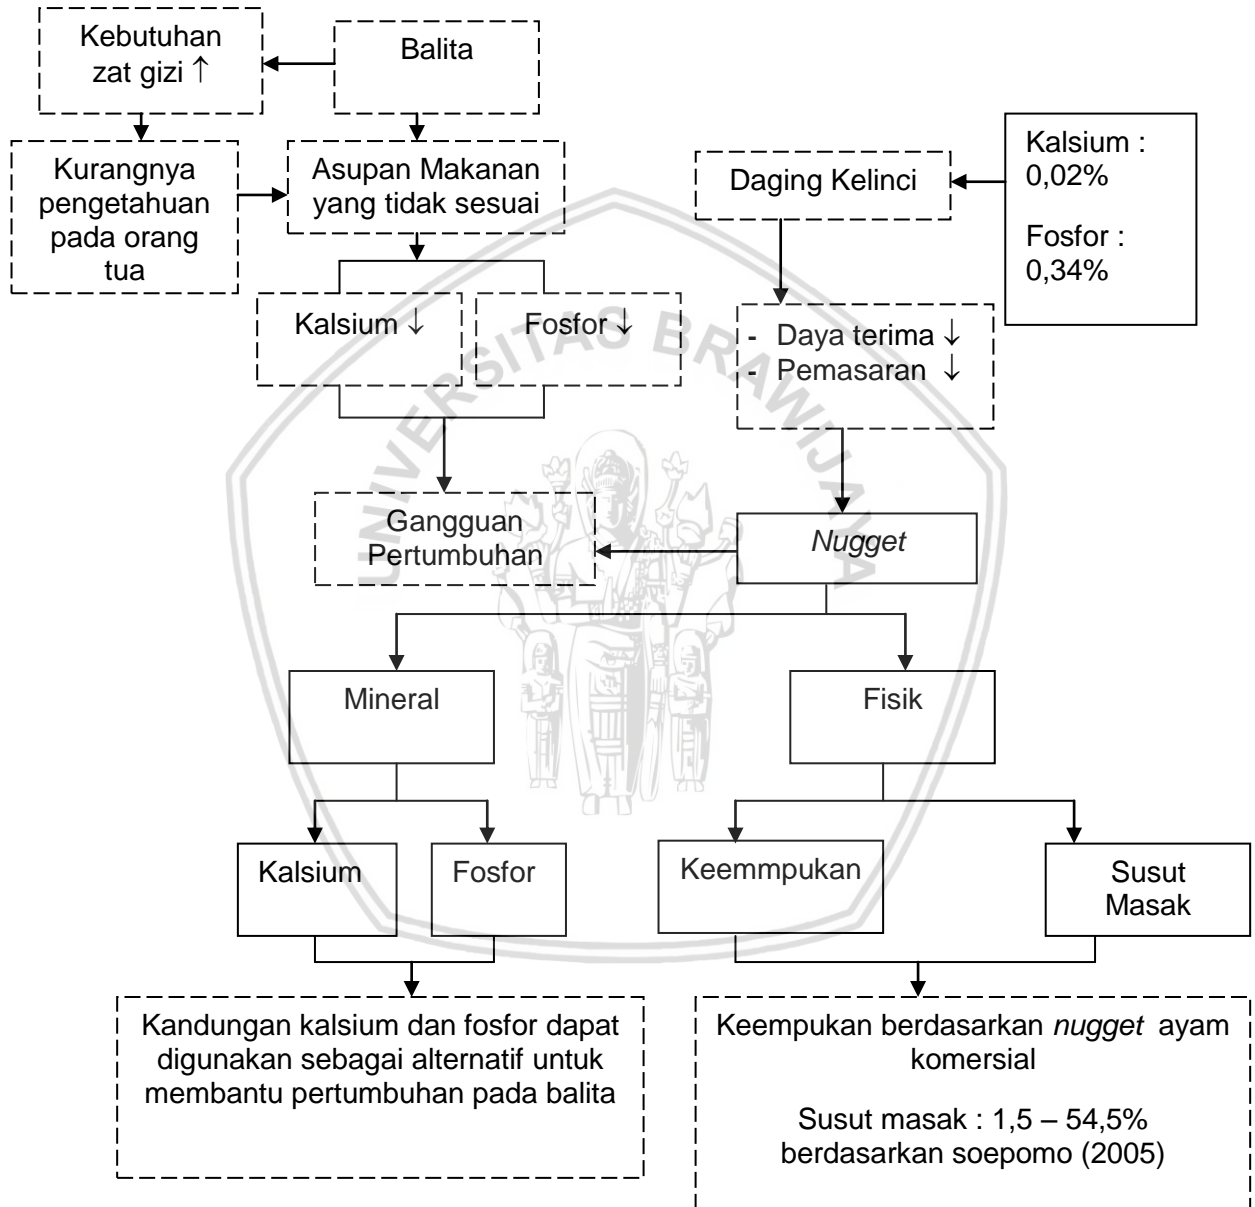 Kebutuhan
zat gizi ↑
Balita
Kurangnya
pengetahuan
pada orang
tua
Asupan Makanan
yang tidak sesuai
Daging Kelinci
Kalsium :
0,02%
Fosfor :
0,34%
Kalsium ↓
Fosfor ↓
- Daya terima ↓
- Pemasaran ↓
UNIVERSITAS BRAWIJAYA
Gangguan
Pertumbuhan
Nugget
Mineral
Fisik
Kalsium
Fosfor
Keemmpukan
Susut
Masak
Kandungan kalsium dan fosfor dapat
digunakan sebagai alternatif untuk
membantu pertumbuhan pada balita
Keempukan berdasarkan nugget ayam
komersial
Susut masak : 1,5 – 54,5%
berdasarkan soepomo (2005)